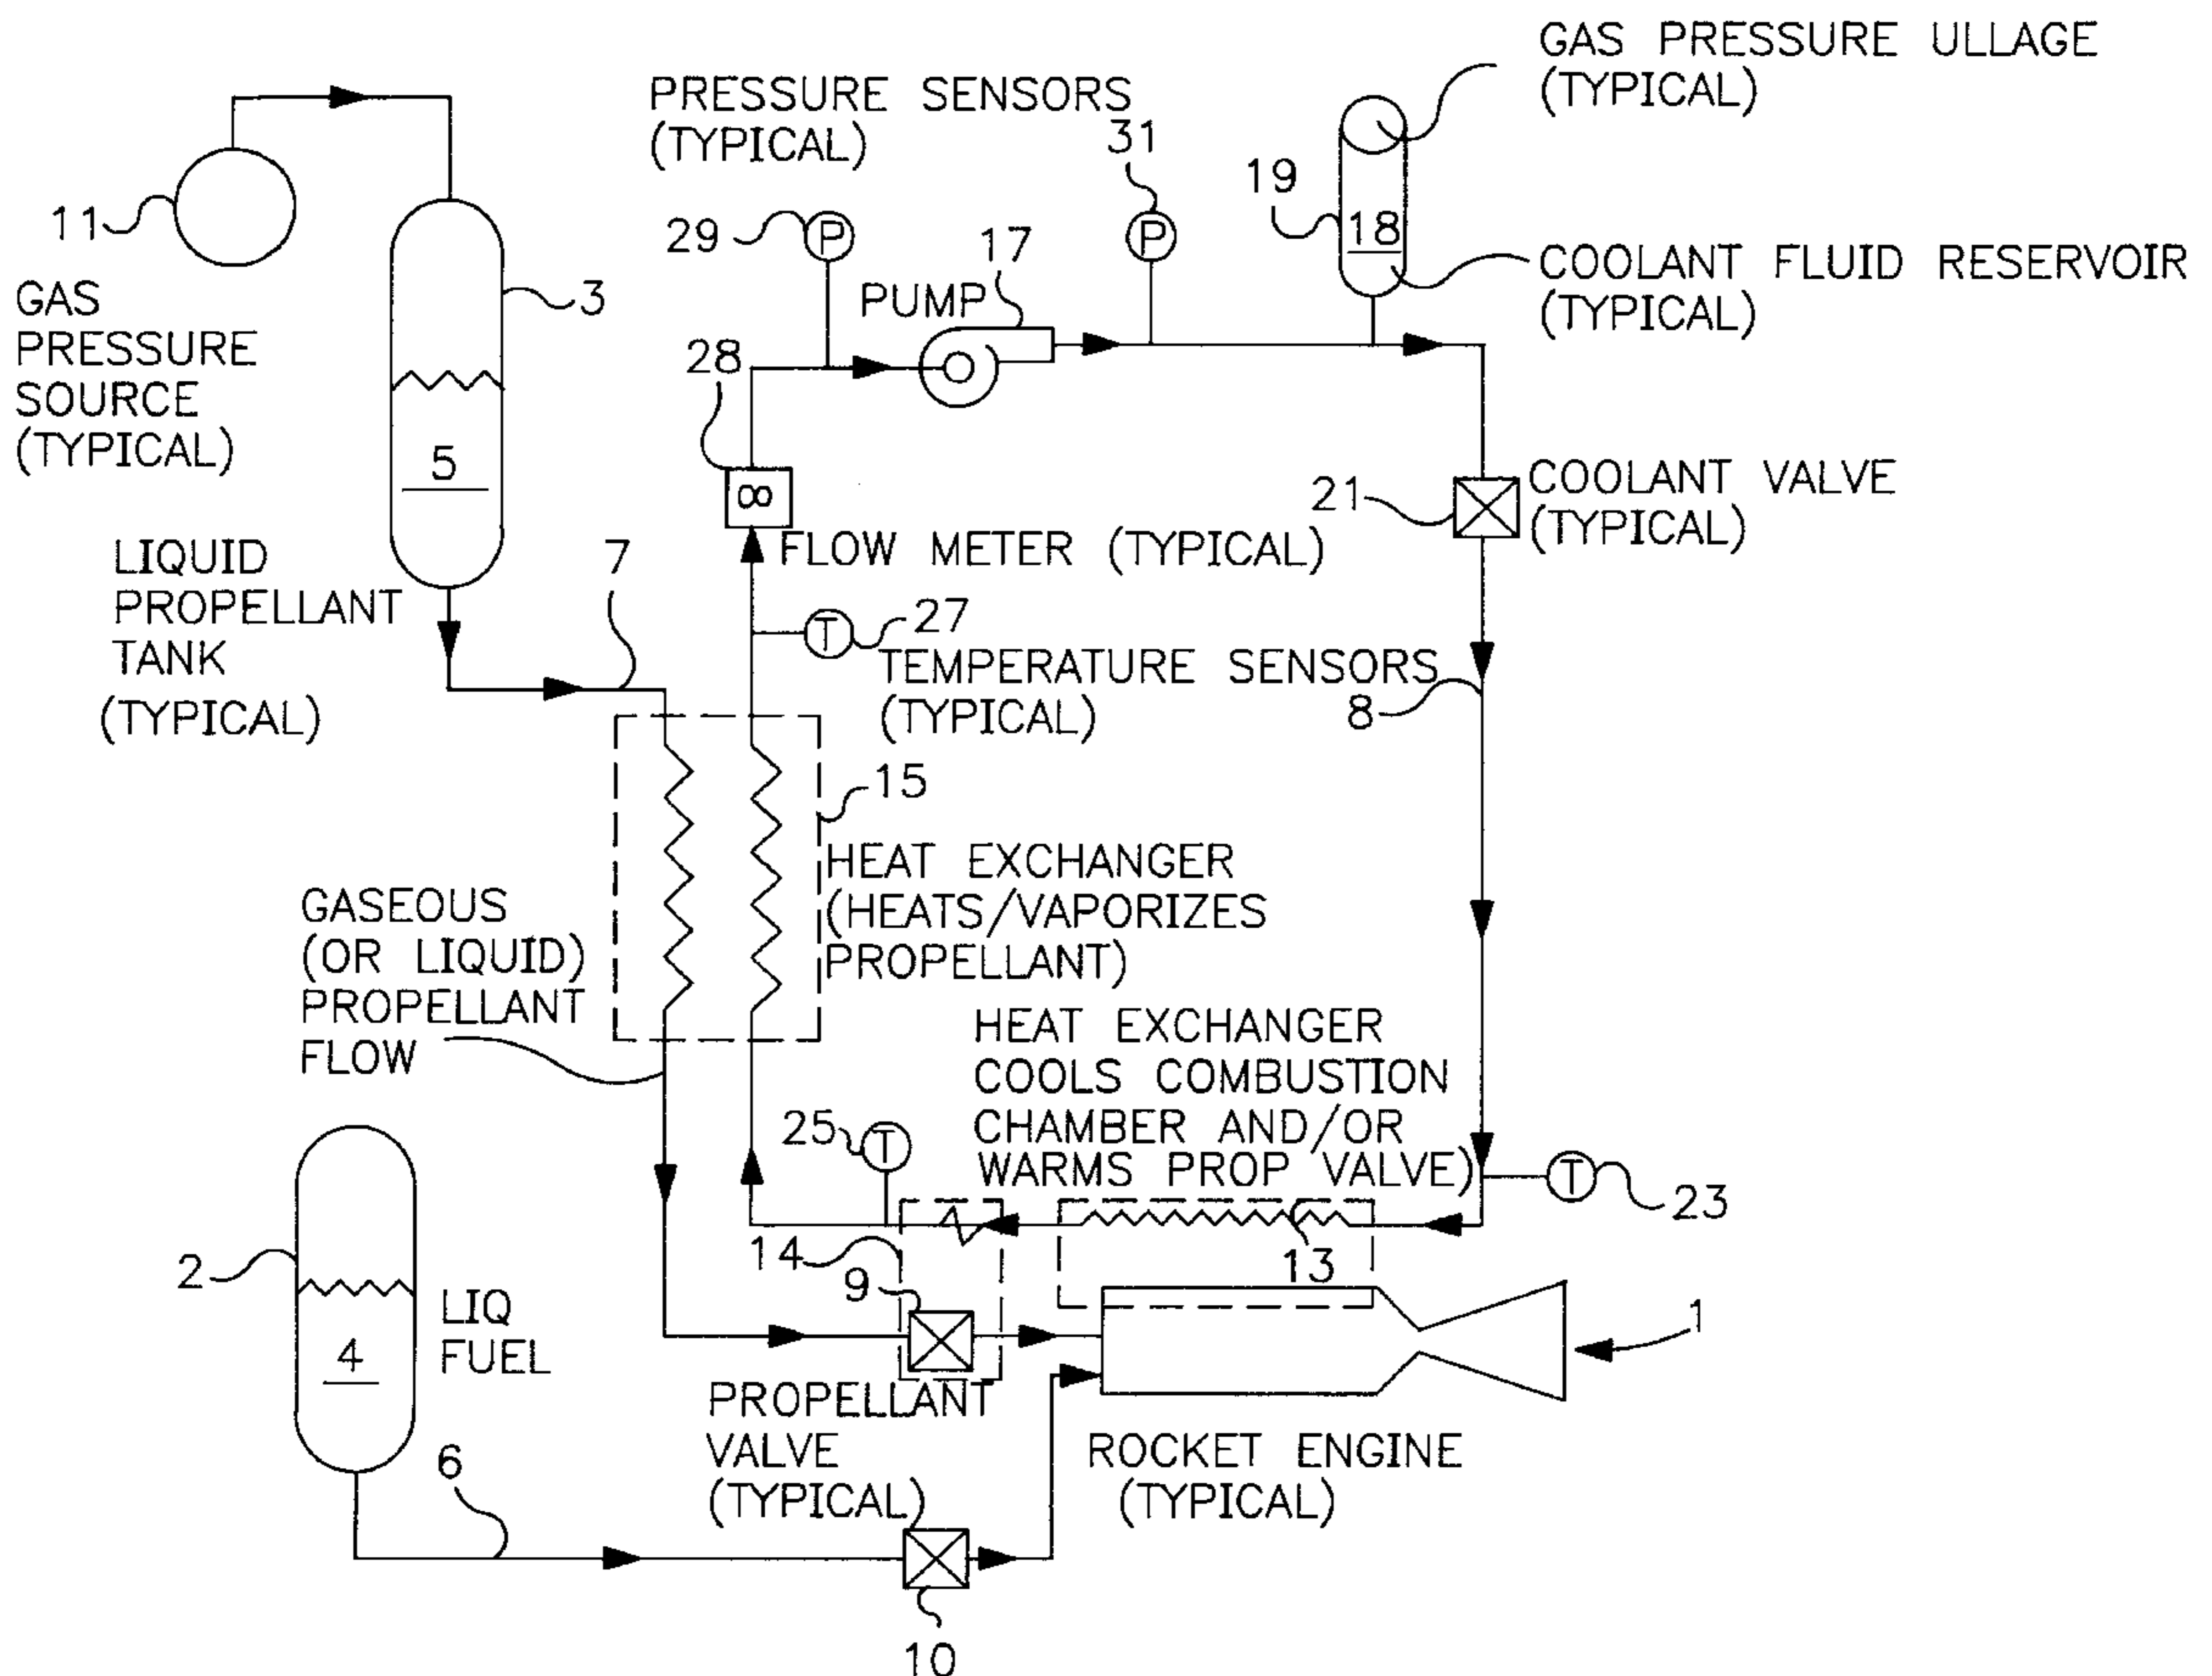 GAS PRESSURE ULLAGE
(TYPICAL)
PRESSURE SENSORS
(TYPICAL)
31
19
18
11
29
P
P
17
COOLANT FLUID RESERVOIR
(TYPICAL)
GAS
PRESSURE
SOURCE
(TYPICAL)
3
PUMP
28
5
8
21
COOLANT VALVE
(TYPICAL)
LIQUID
PROPELLANT
TANK
(TYPICAL)
7
FLOW METER (TYPICAL)
T
27
TEMPERATURE SENSORS
(TYPICAL)
8
15
HEAT EXCHANGER
(HEATS/VAPORIZES
PROPELLANT)
GASEOUS
(OR LIQUID)
PROPELLANT
FLOW
HEAT EXCHANGER
COOLS COMBUSTION
CHAMBER AND/OR
WARMS PROP VALVE)
25
T
T
23
2
14
13
9
LIQ
FUEL
4
1
PROPELLANT
VALVE
(TYPICAL)
ROCKET ENGINE
(TYPICAL)
6
10